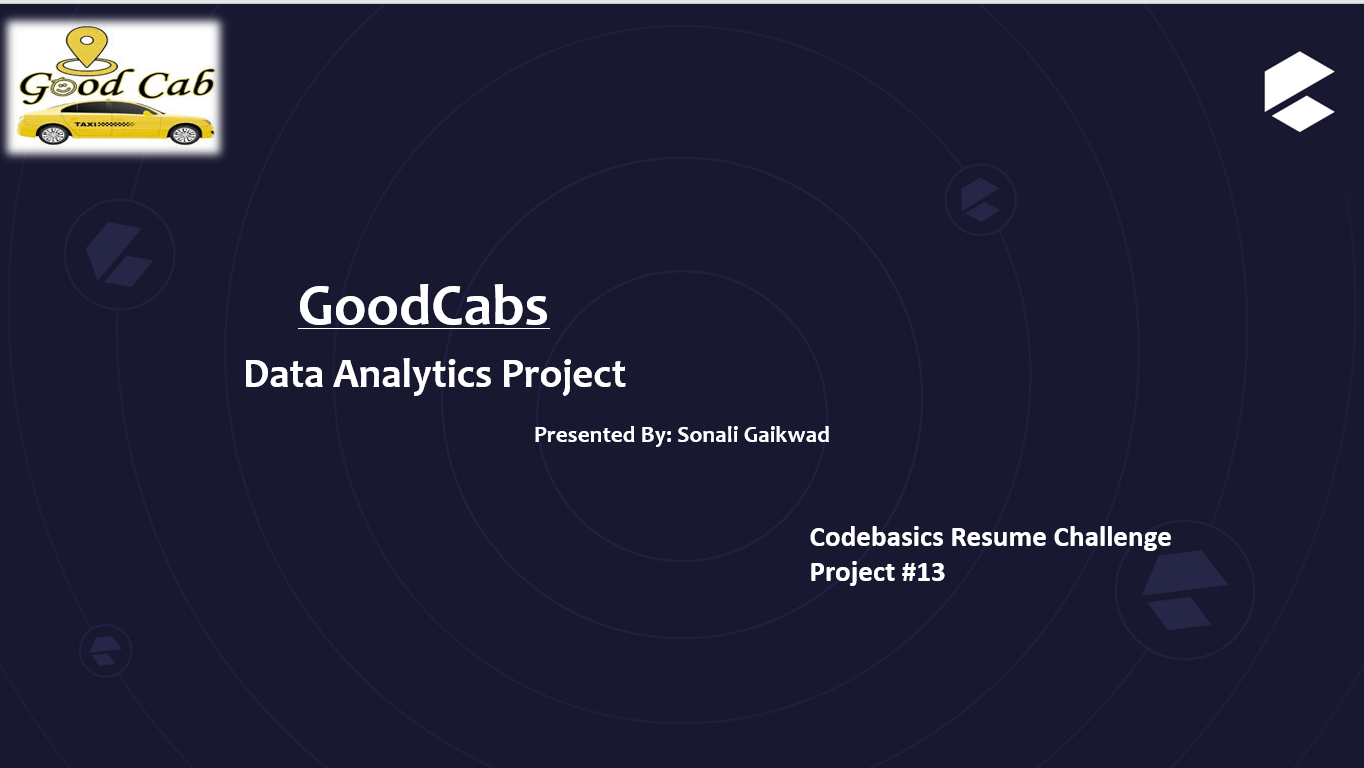 Good Cab
TAXI
GoodCabs
Data Analytics Project
Presented By: Sonali Gaikwad
Codebasics Resume Challenge
Project #13